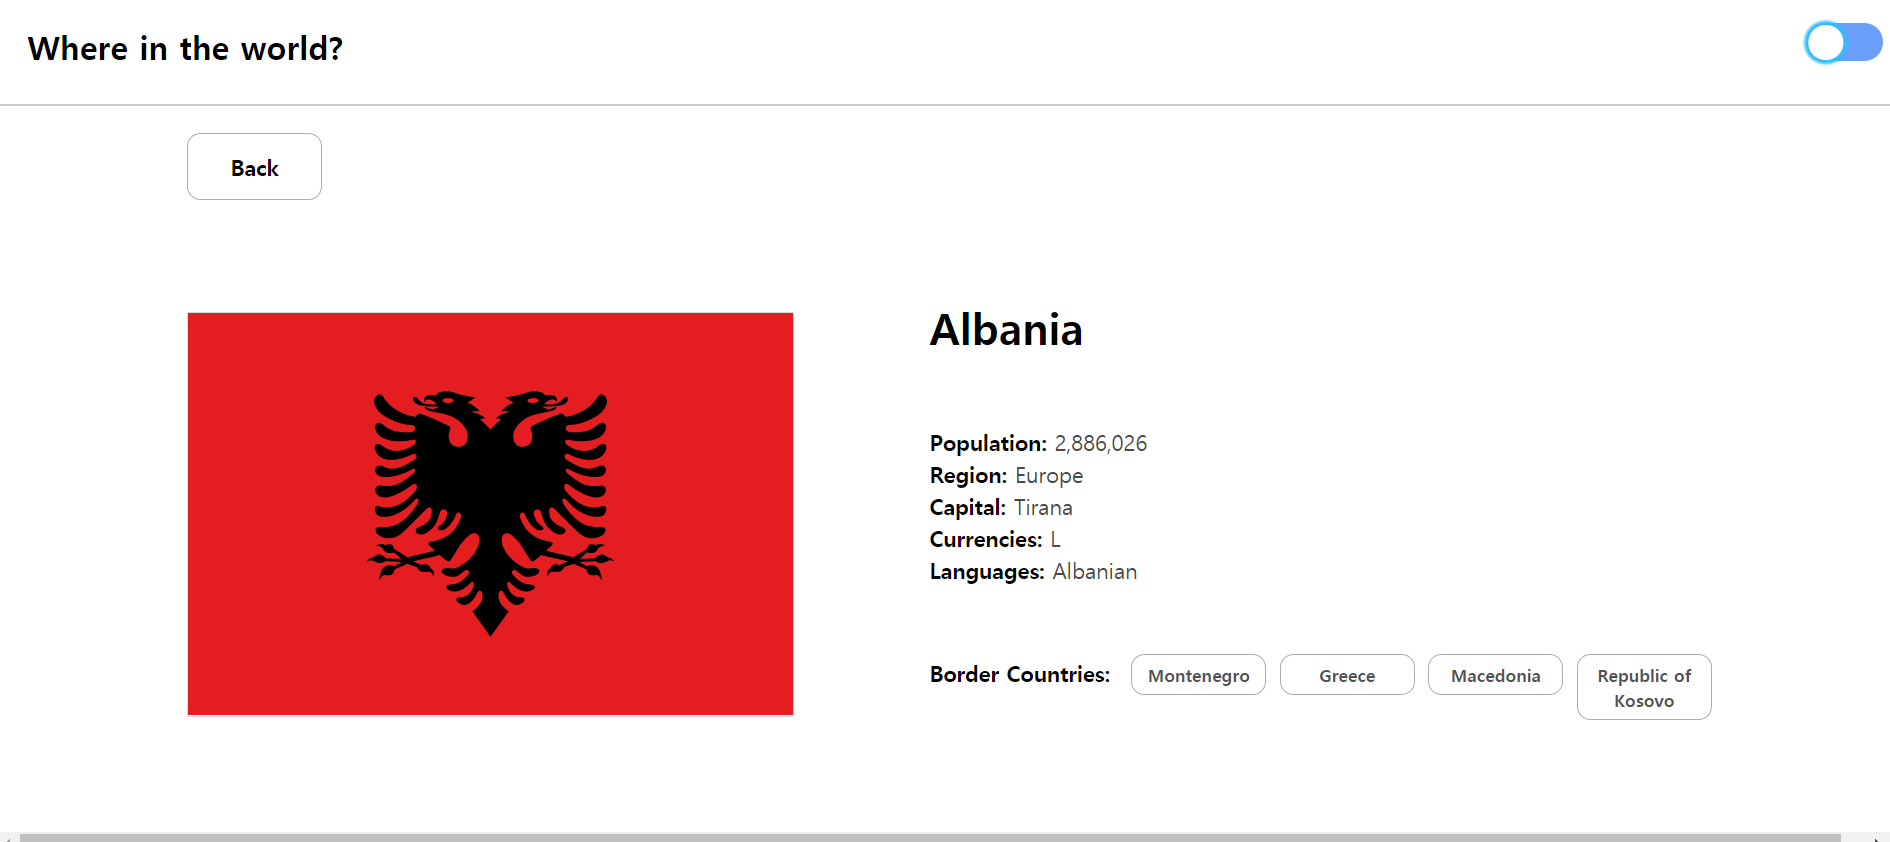 Where in the world?
Back
Albania
Population: 2,886,026
Region: Europe
Capital: Tirana
Currencies: L
Languages: Albanian
Border Countries: Montenegro Greece Macedonia Republic of
Kosovo